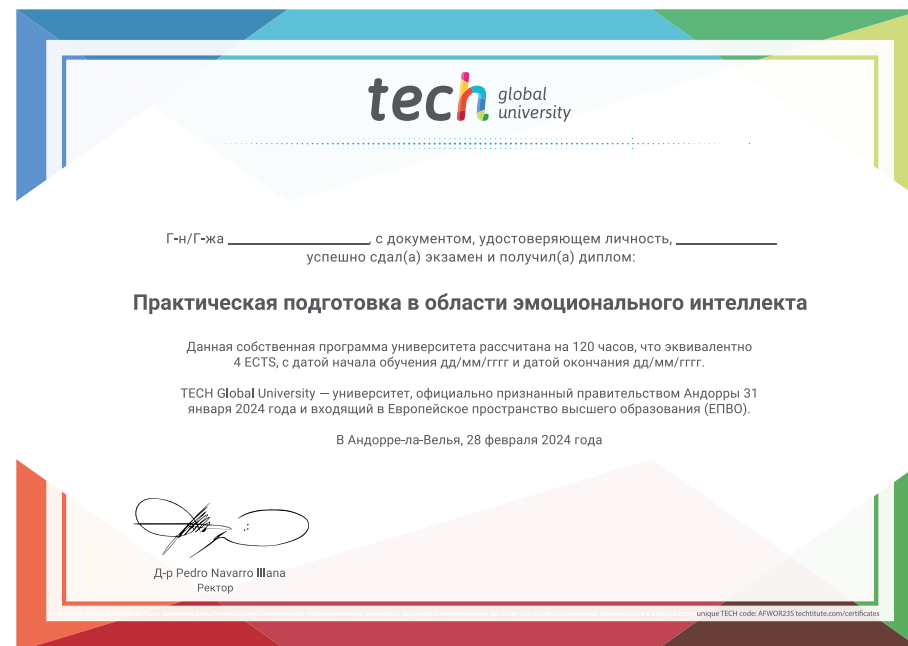 tech global university
Г-н/Г-жа ____________________, с документом, удостоверяющем личность, ______________
успешно сдал(а) экзамен и получил(а) диплом:
Практическая подготовка в области эмоционального интеллекта
Данная собственная программа университета рассчитана на 120 часов, что эквивалентно
4 ECTS, с датой начала обучения дд/мм/гггг и датой окончания дд/мм/гггг.
TECH Global University — университет, официально признанный правительством Андорры 31
января 2024 года и входящий в Европейское пространство высшего образования (ЕПВО).
В Андорре-ла-Велья, 28 февраля 2024 года
Д-р Pedro Navarro Illana
Ректор
unique TECH code: AFWOR23S techtitute.com/certificates